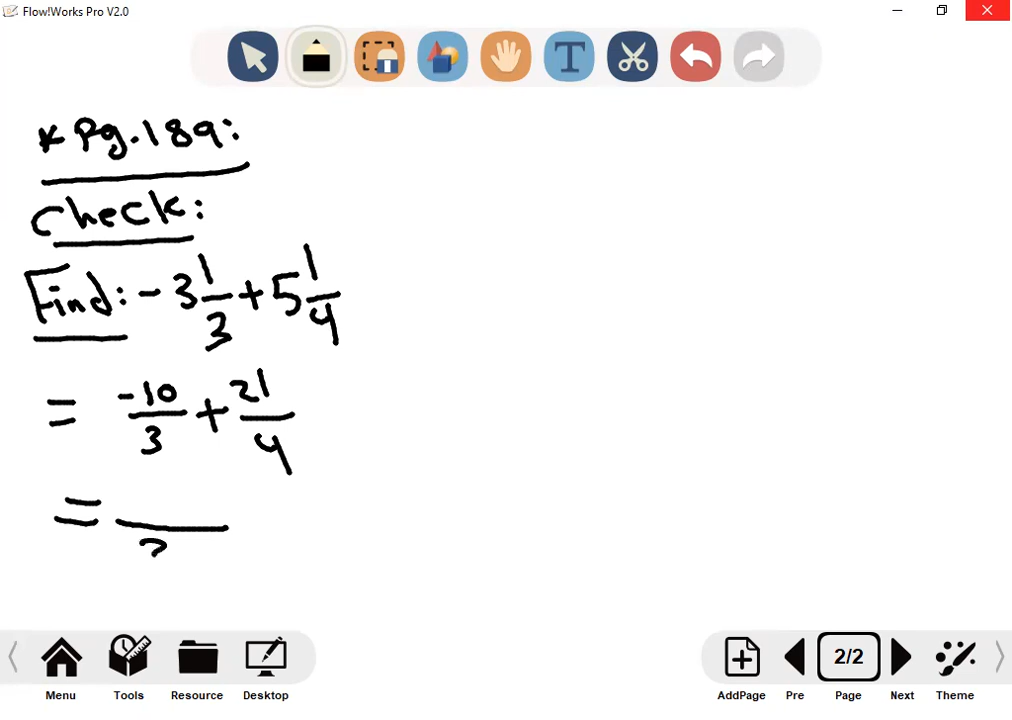 Flow!Works Pro V2.0
T
* Pg. 189:
Check:
Find: -3 1/3 + 5 1/4
= -10/3 + 21/4
=
Menu Tools Resource Desktop
2/2
AddPage Pre Page Next Theme